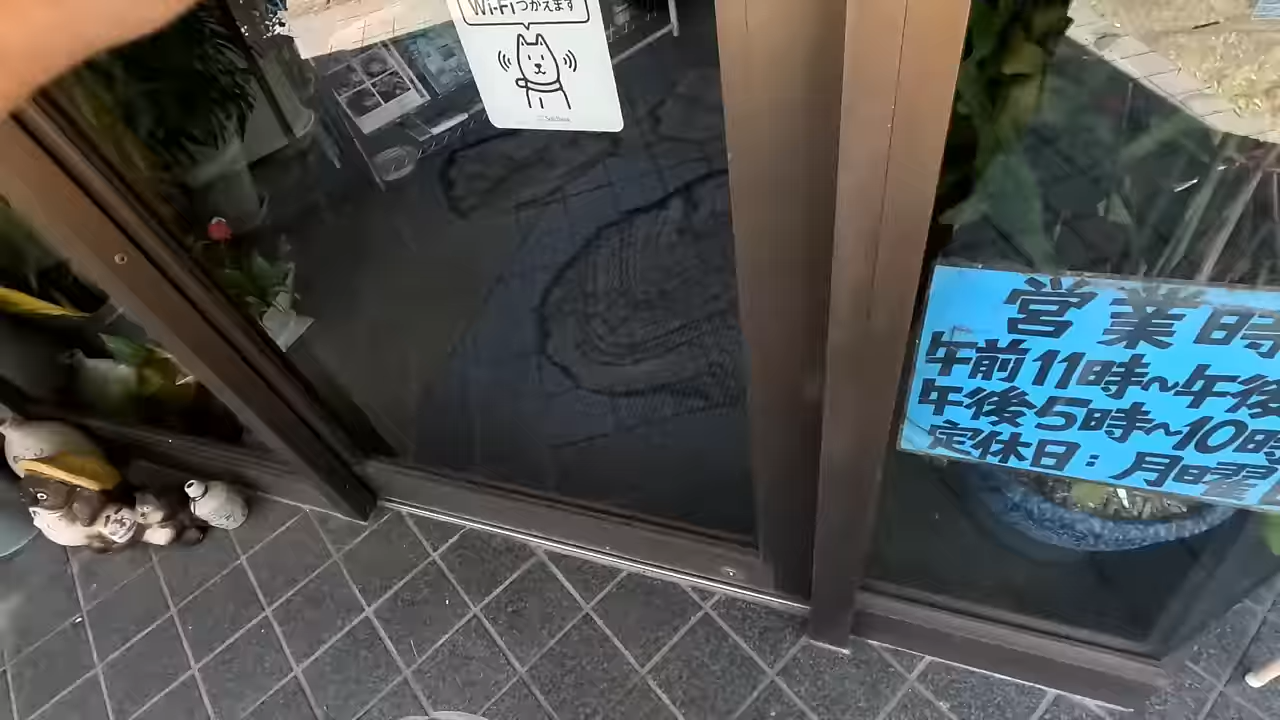 Wi-Fiつかえます
SoftBank
営業時
午前11時~午後
午後5時~10時
定休日:月曜